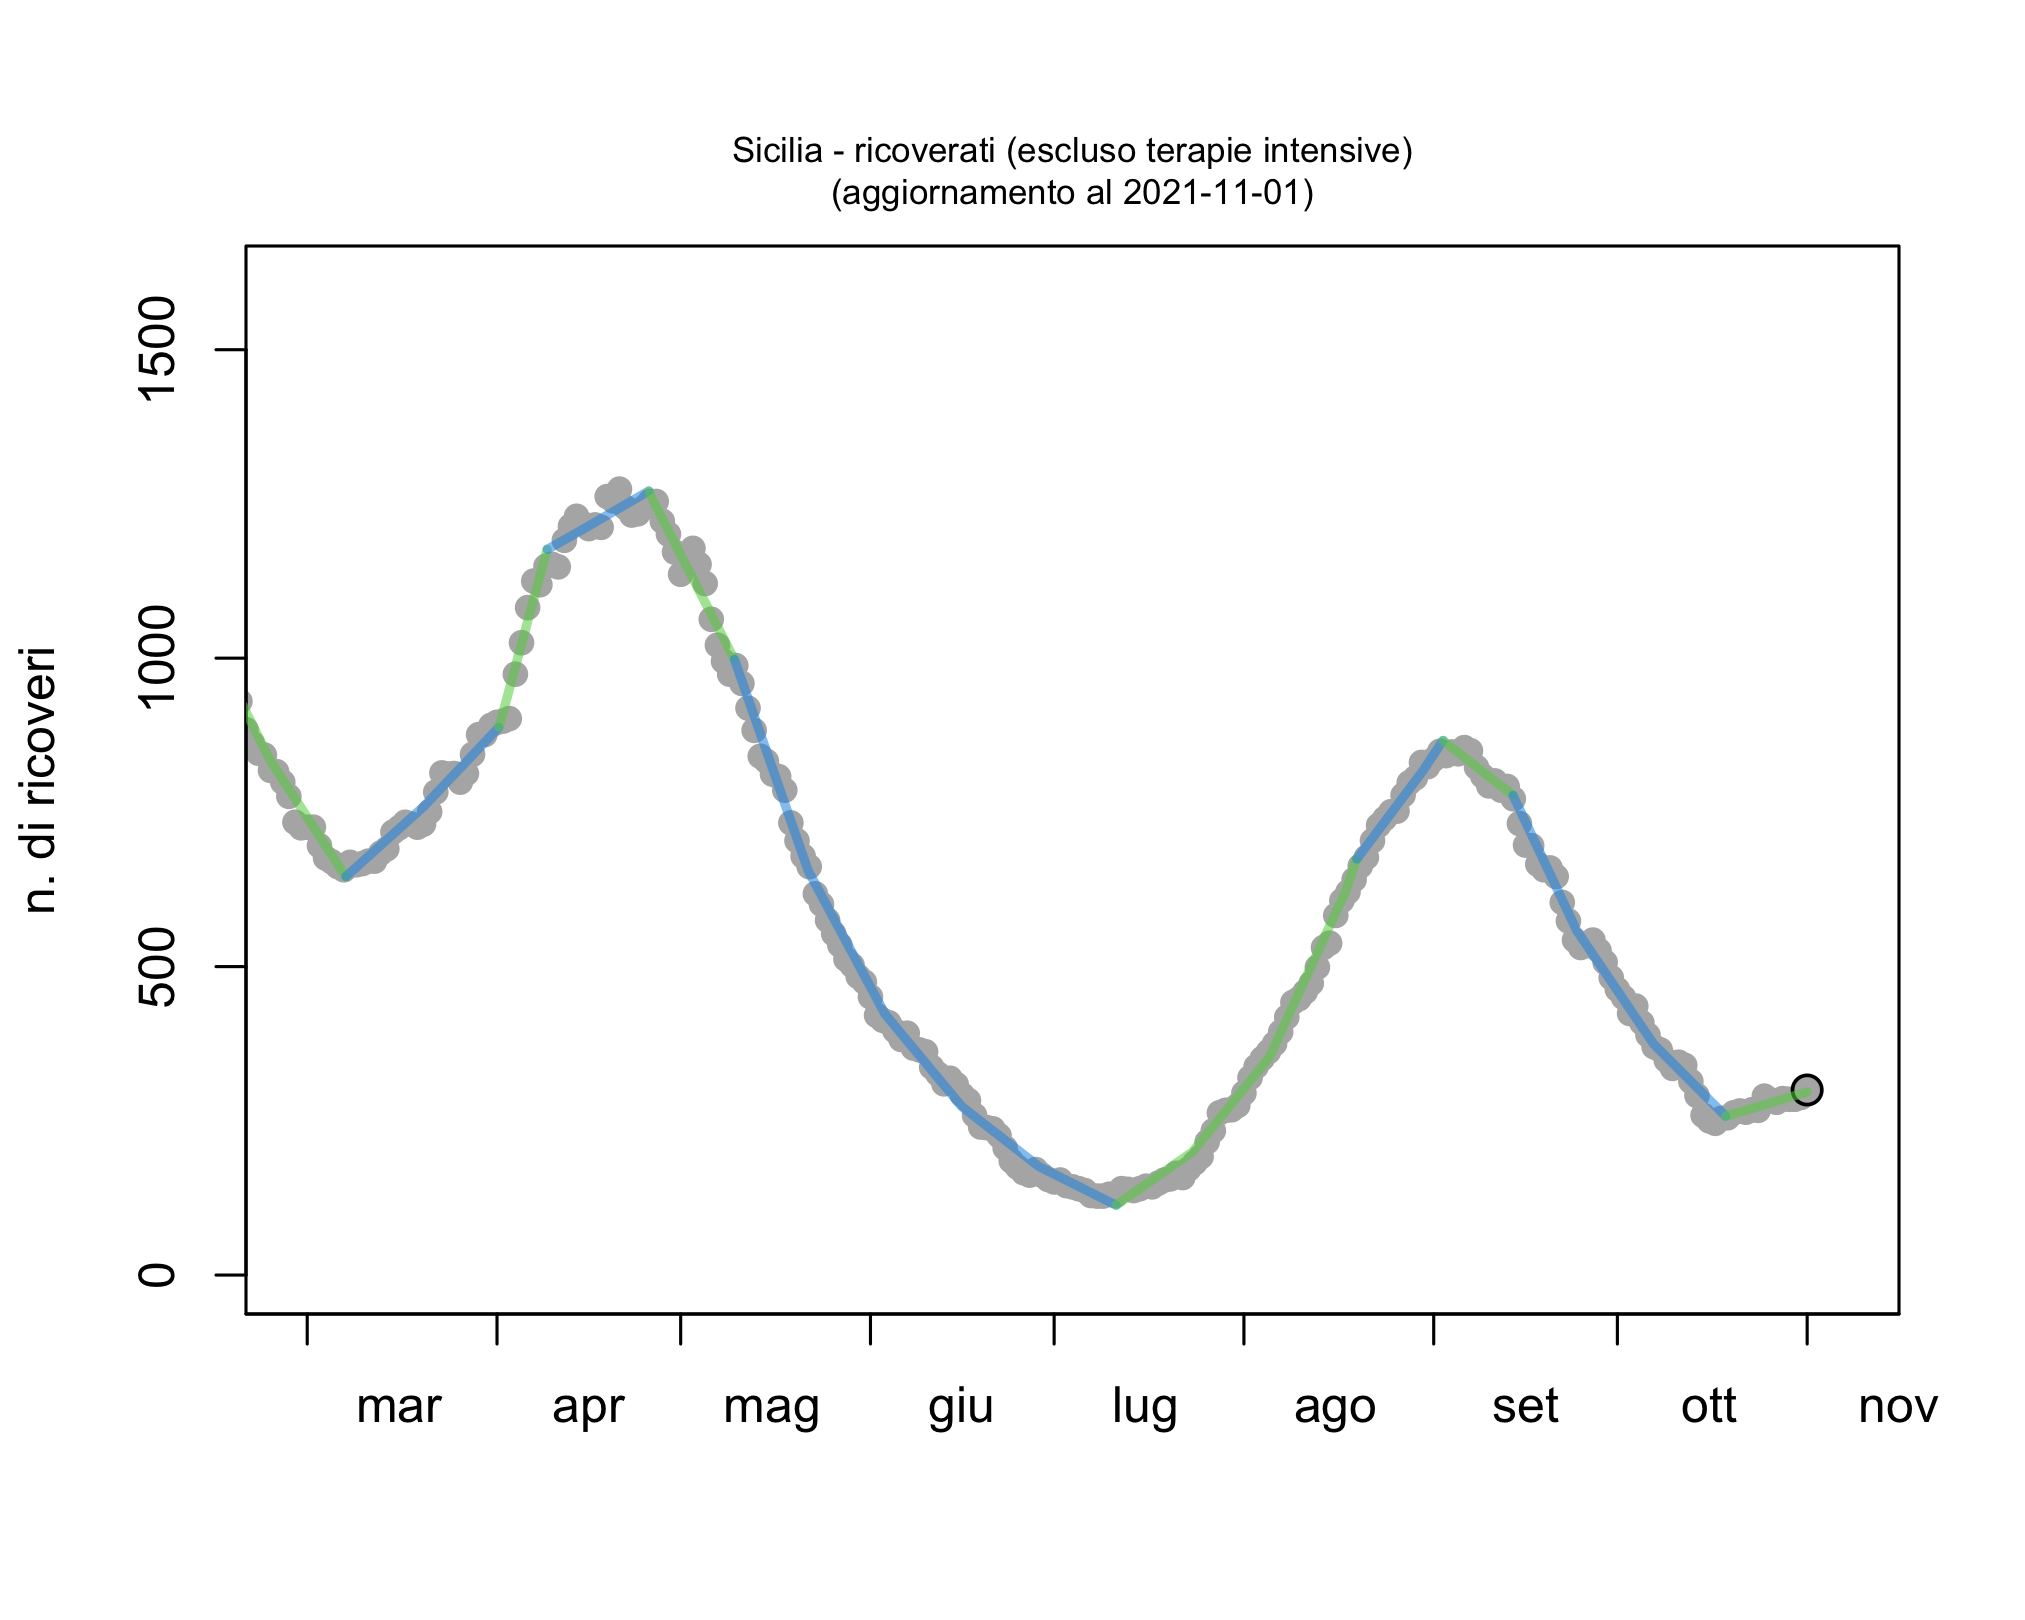 Sicilia - ricoverati (escluso terapie intensive)
(aggiornamento al 2021-11-01)
n. di ricoveri
1500
1000
500
0
mar apr mag giu lug ago set ott nov